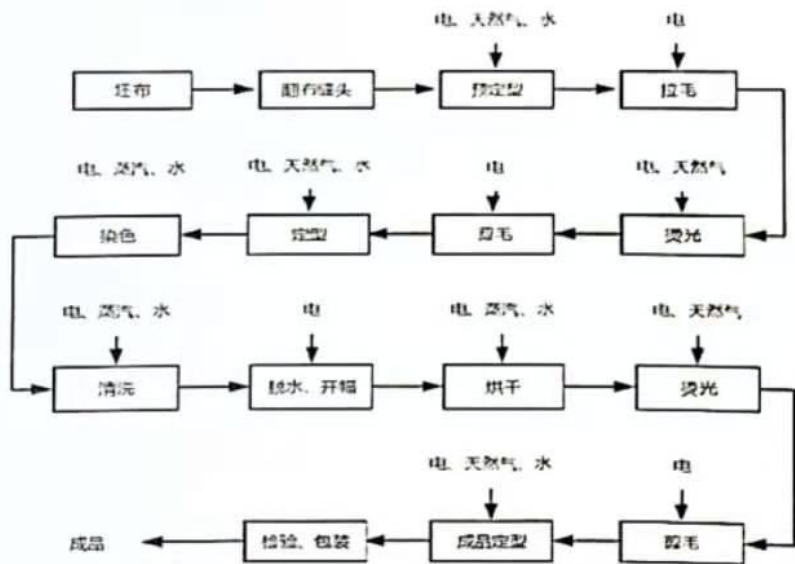 电、天然气、水 电
坯布 翻布缝头 预定型 拉毛
电、蒸汽、水 电、天然气、水 电 电、天然气
染色 定型 剪毛 烫光
电、蒸汽、水 电 电、蒸汽、水 电、天然气
清洗 脱水、开幅 烘干 烫光
电、天然气、水 电
成品 检验、包装 成品定型 剪毛